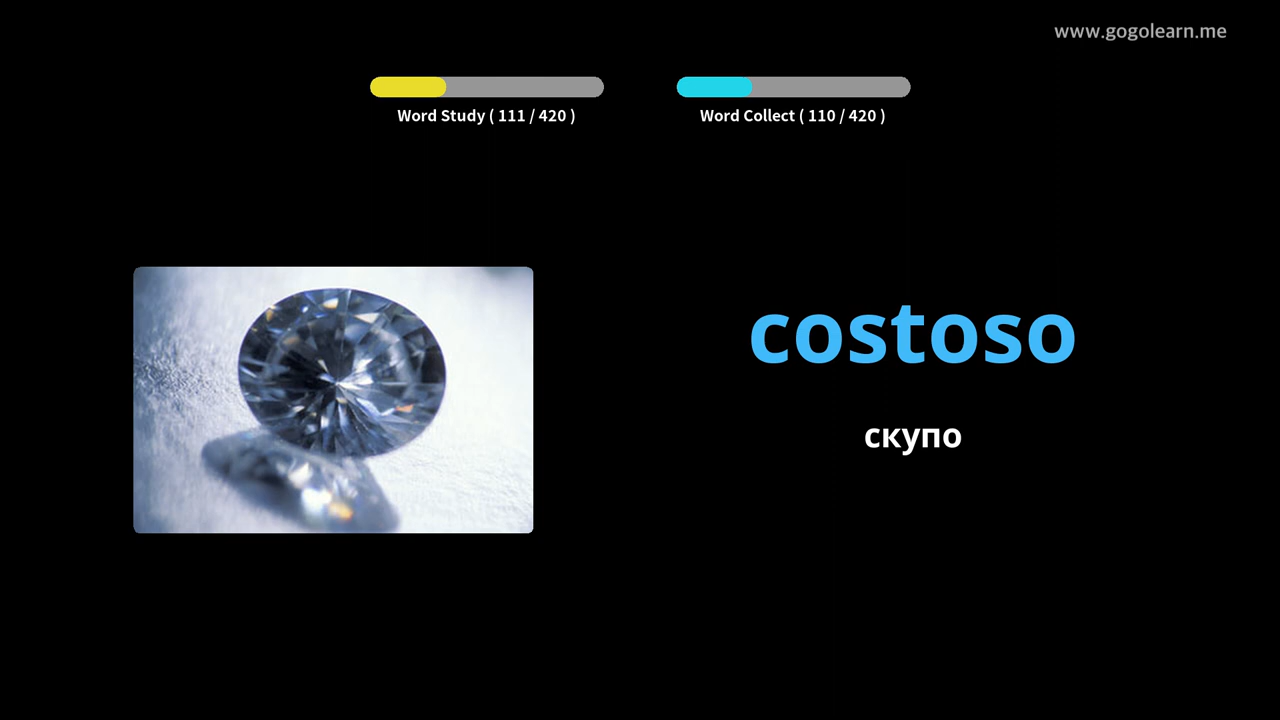 www.gogolearn.me
Word Study ( 111 / 420 )
Word Collect ( 110 / 420 )
costoso
скупо